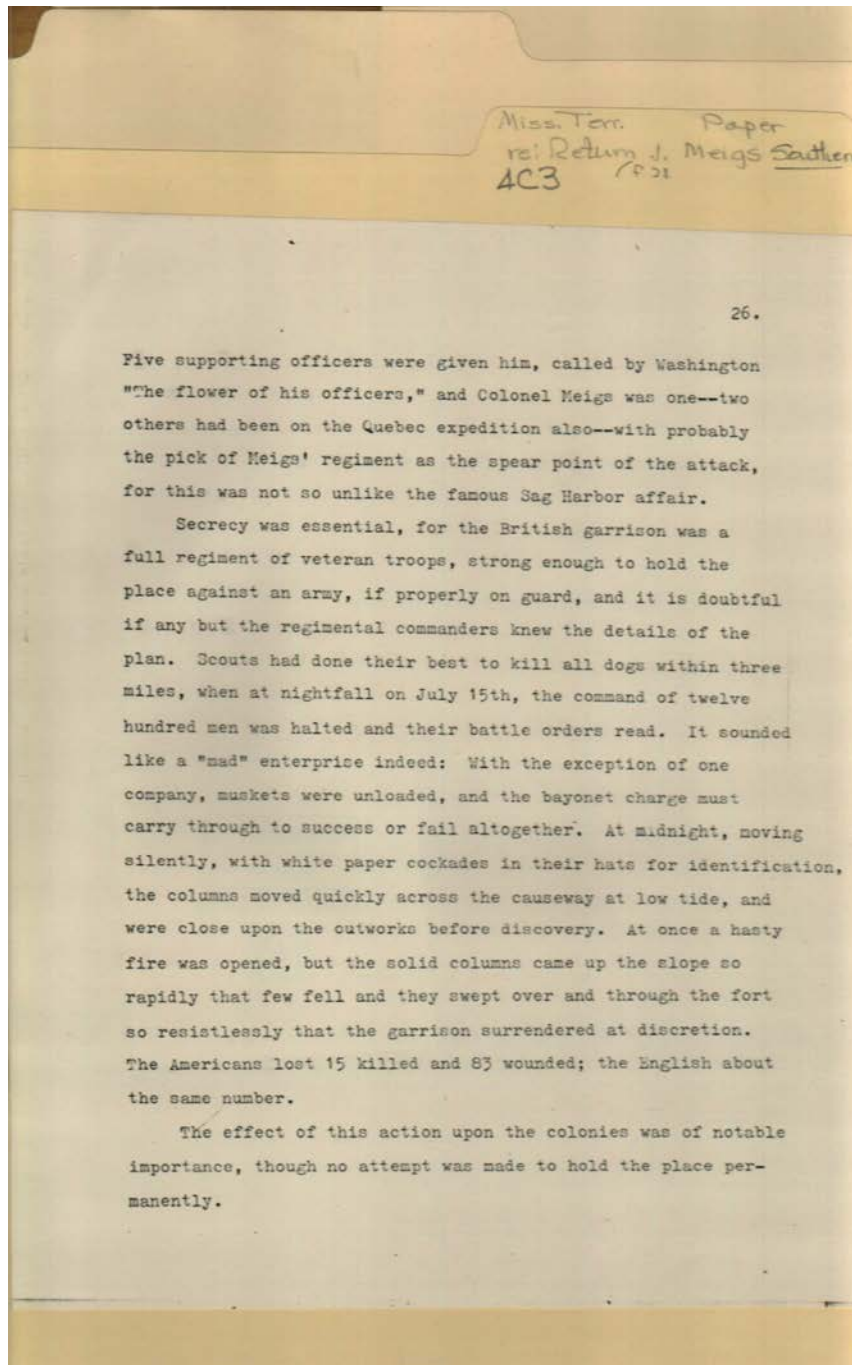 Miss. Terr. Paper
re: Return J. Meigs Souther
4C3
26.
Five supporting officers were given him, called by Washington
"The flower of his officers," and Colonel Meigs was one--two
others had been on the Quebec expedition also--with probably
the pick of Meigs' regiment as the spear point of the attack,
for this was not so unlike the famous Sag Harbor affair.
Secrecy was essential, for the British garrison was a
full regiment of veteran troops, strong enough to hold the
place against an army, if properly on guard, and it is doubtful
if any but the regimental commanders knew the details of the
plan. Scouts had done their best to kill all dogs within three
miles, when at nightfall on July 15th, the command of twelve
hundred men was halted and their battle orders read. It sounded
like a "mad" enterprise indeed: With the exception of one
company, muskets were unloaded, and the bayonet charge must
carry through to success or fail altogether. At midnight, moving
silently, with white paper cockades in their hats for identification,
the columns moved quickly across the causeway at low tide, and
were close upon the outworks before discovery. At once a hasty
fire was opened, but the solid columns came up the slope so
rapidly that few fell and they swept over and through the fort
so resistlessly that the garrison surrendered at discretion.
The Americans lost 15 killed and 83 wounded; the English about
the same number.
The effect of this action upon the colonies was of notable
importance, though no attempt was made to hold the place per-
manently.